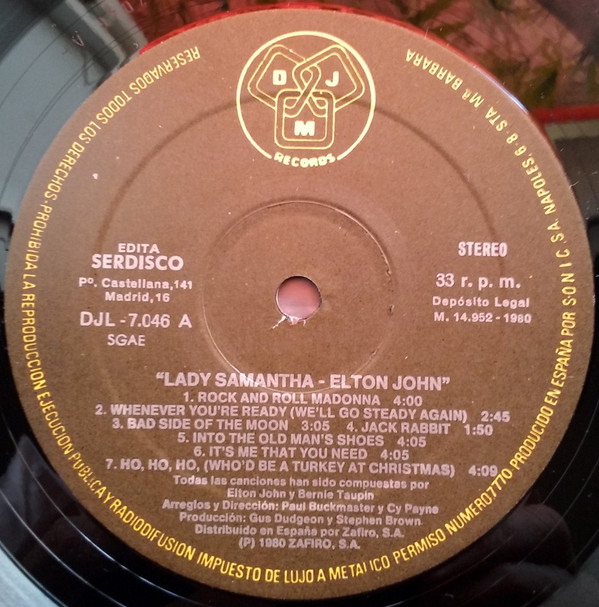 D J
M
RECORDS
EDITA
SERDISCO
Pº. Castellana,141
Madrid,16
DJL -7.046 A
SGAE
STEREO
33 r. p. m.
Depósito Legal
M. 14.952 - 1980
“LADY SAMANTHA - ELTON JOHN”
1. ROCK AND ROLL MADONNA 4:00
2. WHENEVER YOU'RE READY (WE'LL GO STEADY AGAIN) 2:45
3. BAD SIDE OF THE MOON 3:05 4. JACK RABBIT 1:50
5. INTO THE OLD MAN'S SHOES 4:05
6. IT'S ME THAT YOU NEED 4:05
7. HO, HO, HO, (WHO'D BE A TURKEY AT CHRISTMAS) 4:09
Todas las canciones han sido compuestas por
Elton John y Bernie Taupin
Arreglos y Dirección: Paul Buckmaster y Cy Payne
Producción: Gus Dudgeon y Stephen Brown.
Distribuido en España por Zafiro, S.A.
(P) 1980 ZAFIRO, S.A.
RESERVADOS TODOS LOS DERECHOS-PROHIBIDA LA REPRODUCCION EJECUCION PUBLICA Y RADIODIFUSION IMPUESTO DE LUJO A METALICO PERMISO NUMERO 7770 PRODUCIDO EN ESPAÑA POR S O N I C S.A. NAPOLES 6 8 STA Mª BARBARA